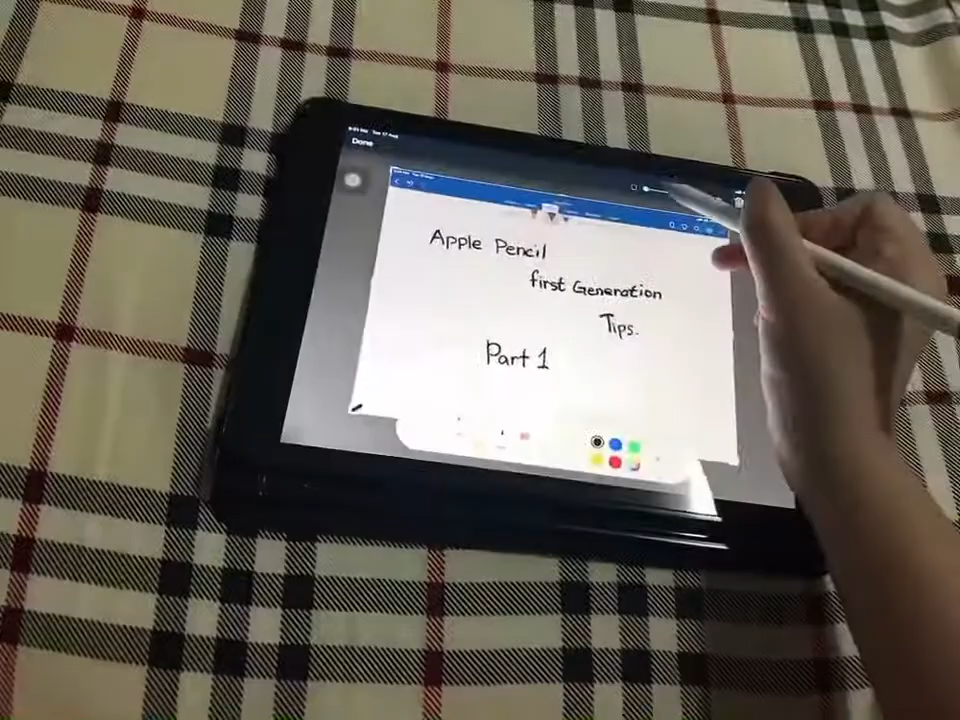 Done
Apple Pencil
first Generation
Tips.
Part 1